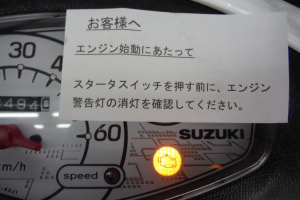 お客様へ
エンジン始動にあたって
スタータスイッチを押す前に、エンジン
警告灯の消灯を確認してください。
30
60
SUZUKI
km/h
speed